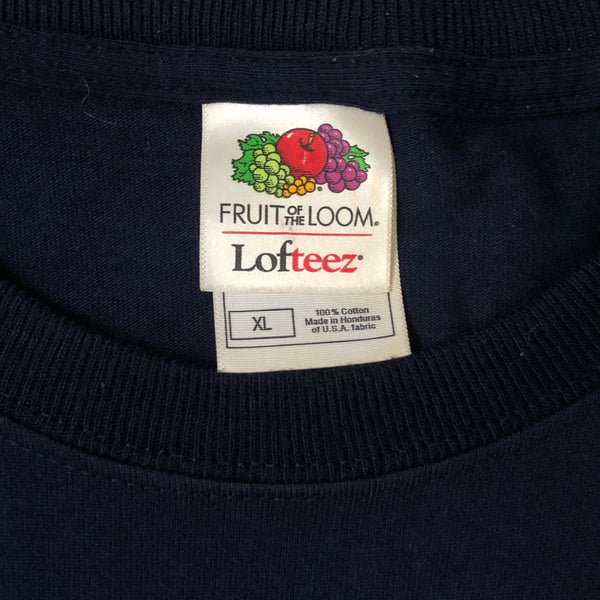 FRUIT OF THE LOOM®
Lofteez®
XL
100% Cotton
Made in Honduras
of U.S.A. fabric